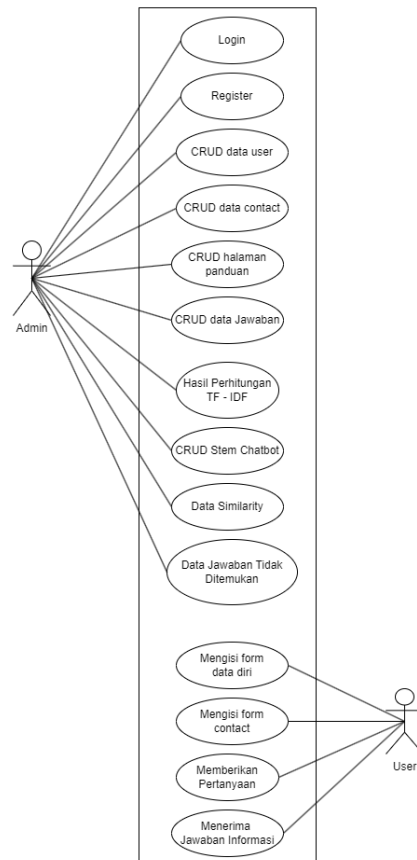 Login
Register
CRUD data user
CRUD data contact
CRUD halaman
panduan
Admin
CRUD data Jawaban
Hasil Perhitungan
TF - IDF
CRUD Stem Chatbot
Data Similarity
Data Jawaban Tidak
Ditemukan
Mengisi form
data diri
Mengisi form
contact
User
Memberikan
Pertanyaan
Menerima
Jawaban Informasi